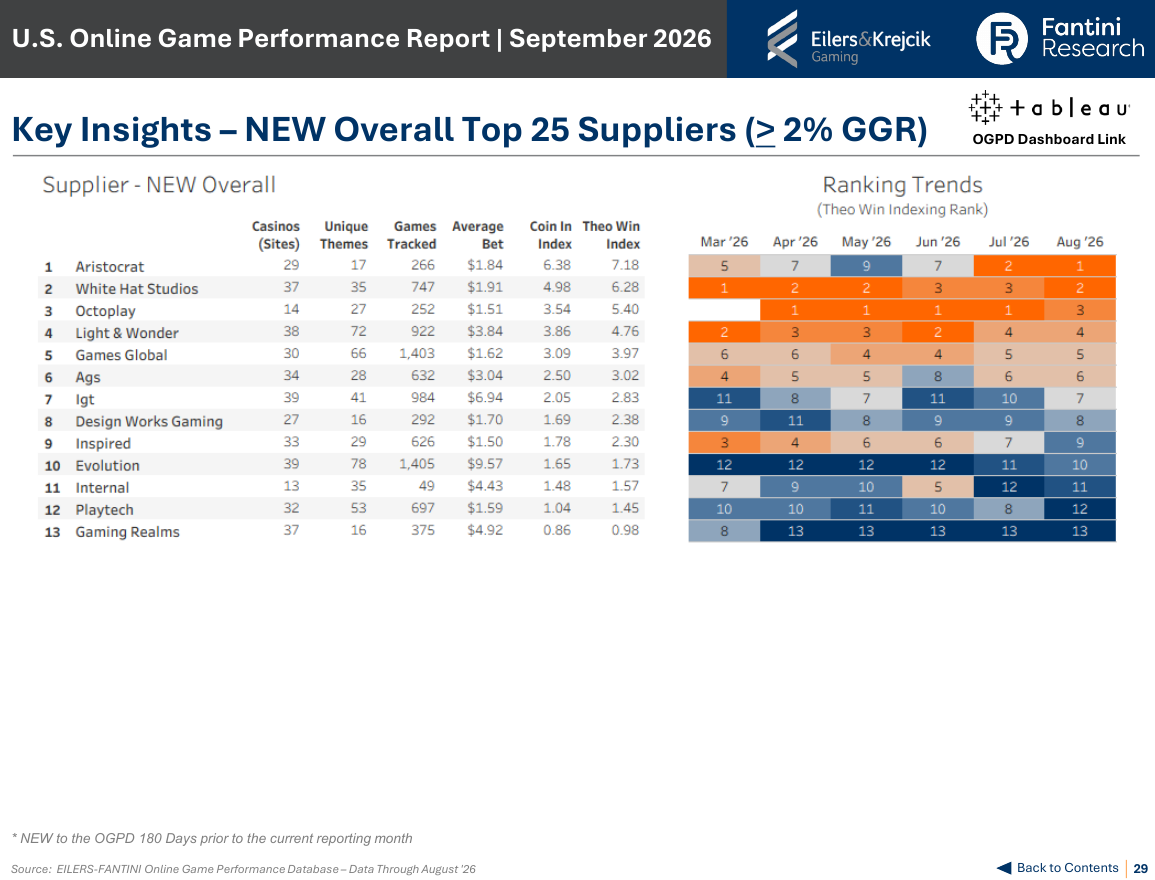 U.S. Online Game Performance Report | September 2026
Eilers&Krejcik
Gaming
Fantini
Research
Key Insights – NEW Overall Top 25 Suppliers (≥ 2% GGR)
+ a b l e a u
OGPD Dashboard Link
Supplier - NEW Overall
Casinos (Sites) Unique Themes Games Tracked Average Bet Coin In Index Theo Win Index
1 Aristocrat 29 17 266 $1.84 6.38 7.18
2 White Hat Studios 37 35 747 $1.91 4.98 6.28
3 Octoplay 14 27 252 $1.51 3.54 5.40
4 Light & Wonder 38 72 922 $3.84 3.86 4.76
5 Games Global 30 66 1,403 $1.62 3.09 3.97
6 Ags 34 28 632 $3.04 2.50 3.02
7 Igt 39 41 984 $6.94 2.05 2.83
8 Design Works Gaming 27 16 292 $1.70 1.69 2.38
9 Inspired 33 29 626 $1.50 1.78 2.30
10 Evolution 39 78 1,405 $9.57 1.65 1.73
11 Internal 13 35 49 $4.43 1.48 1.57
12 Playtech 32 53 697 $1.59 1.04 1.45
13 Gaming Realms 37 16 375 $4.92 0.86 0.98
Ranking Trends
(Theo Win Indexing Rank)
Mar '26 Apr '26 May '26 Jun '26 Jul '26 Aug '26
5 7 9 7 2 1
1 2 2 3 3 2
1 1 1 1 3
2 3 3 2 4 4
6 6 4 4 5 5
4 5 5 8 6 6
11 8 7 11 10 7
9 11 8 9 9 8
3 4 6 6 7 9
12 12 12 12 11 10
7 9 10 5 12 11
10 10 11 10 8 12
8 13 13 13 13 13
* NEW to the OGPD 180 Days prior to the current reporting month
Source: EILERS-FANTINI Online Game Performance Database – Data Through August '26
Back to Contents 29